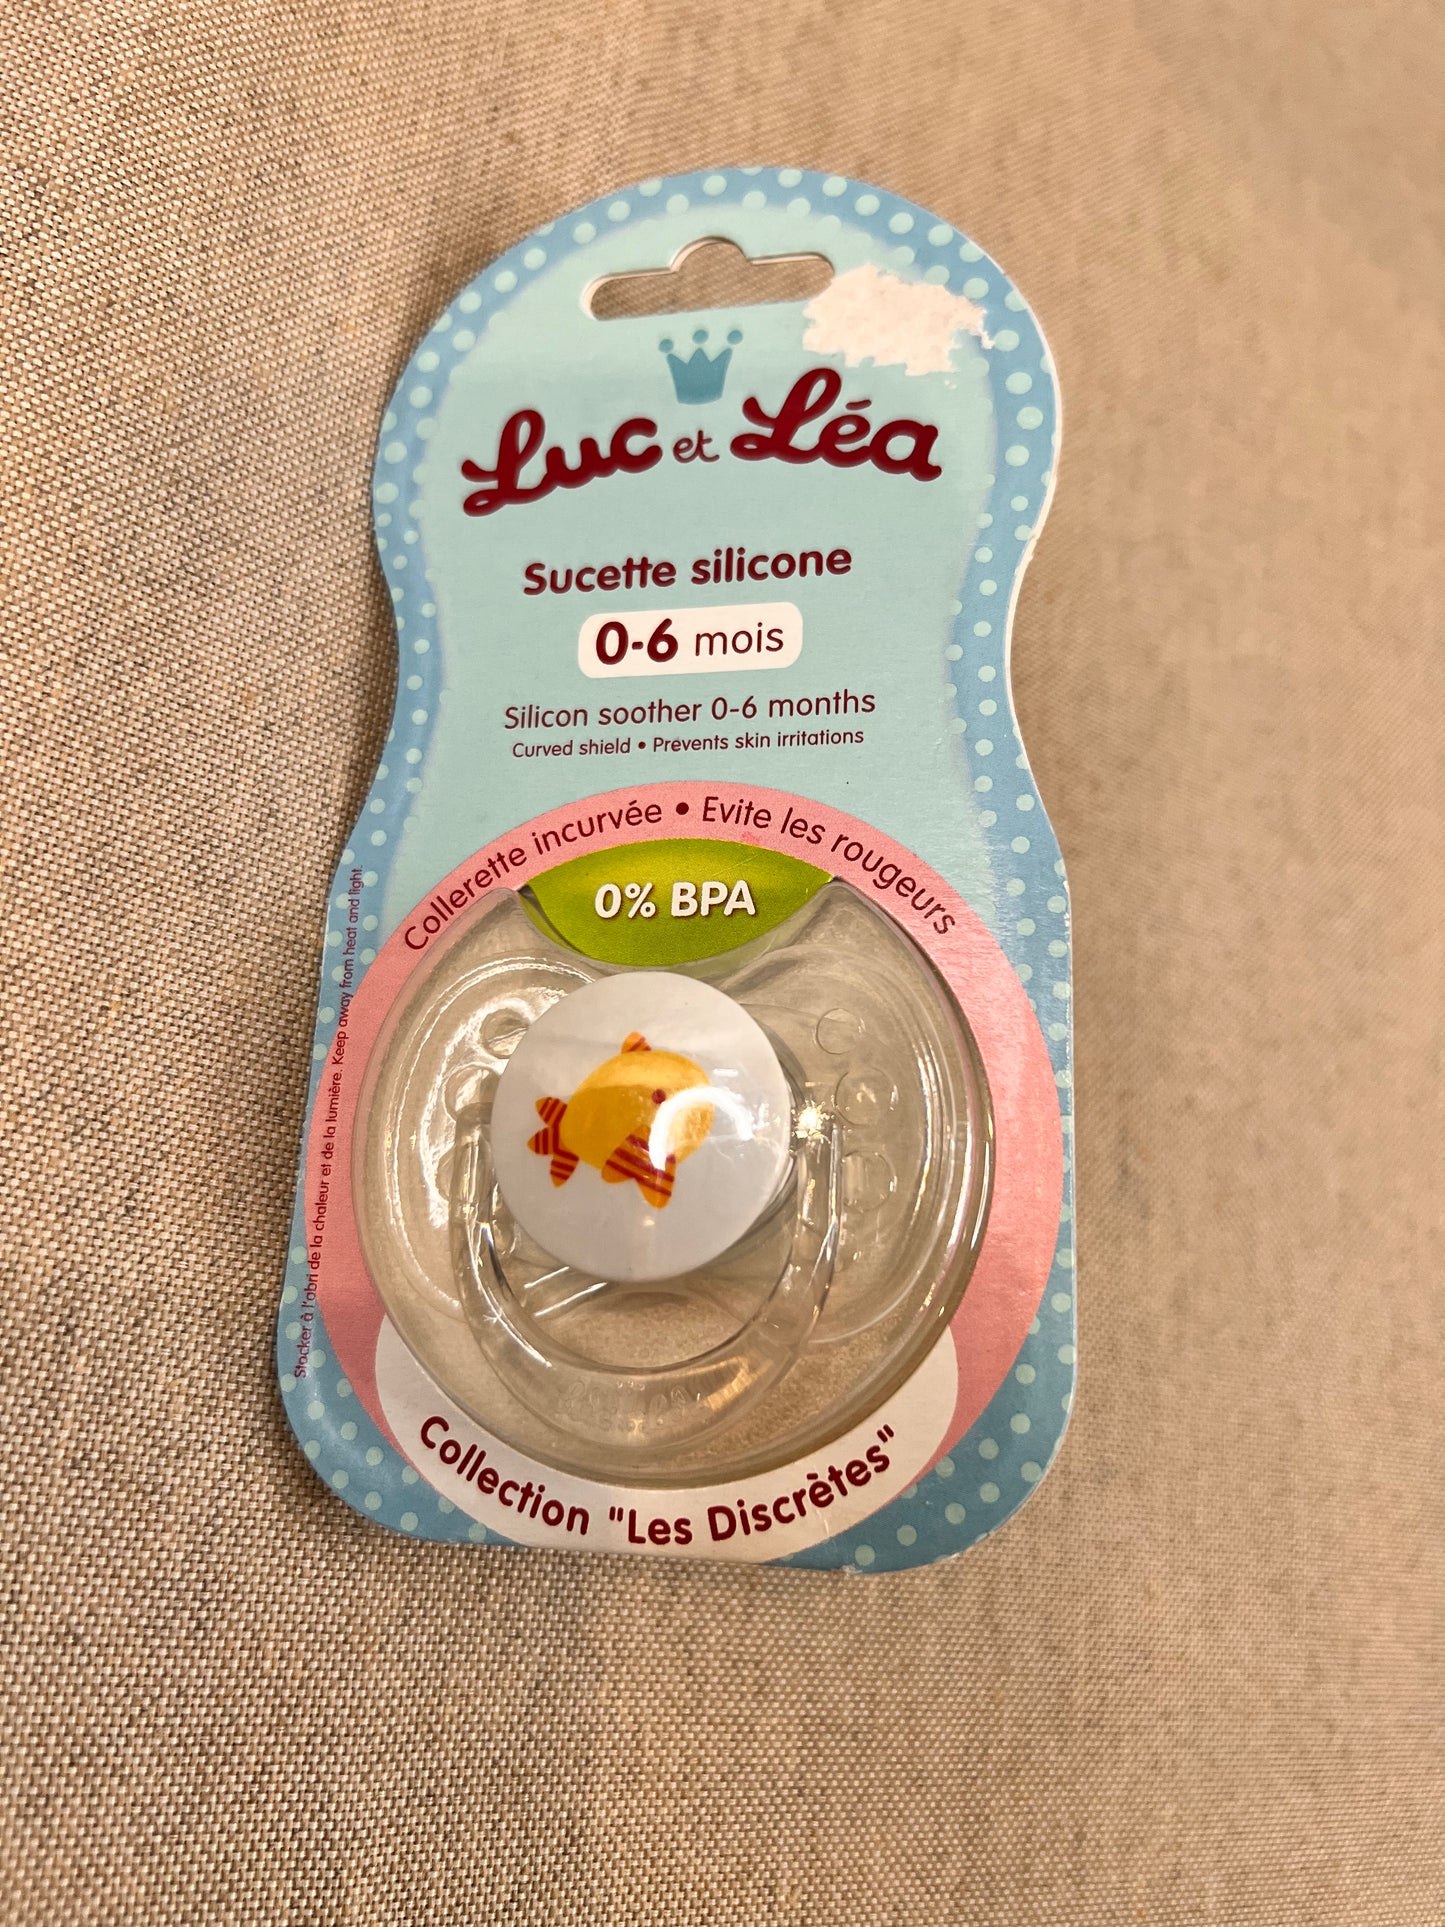 Luc et Léa
Sucette silicone
0-6 mois
Silicon soother 0-6 months
Curved shield • Prevents skin irritations
Collerette incurvée • Evite les rougeurs
0% BPA
Stocker à l'abri de la chaleur et de la lumière. Keep away from heat and light.
Collection "Les Discrètes"